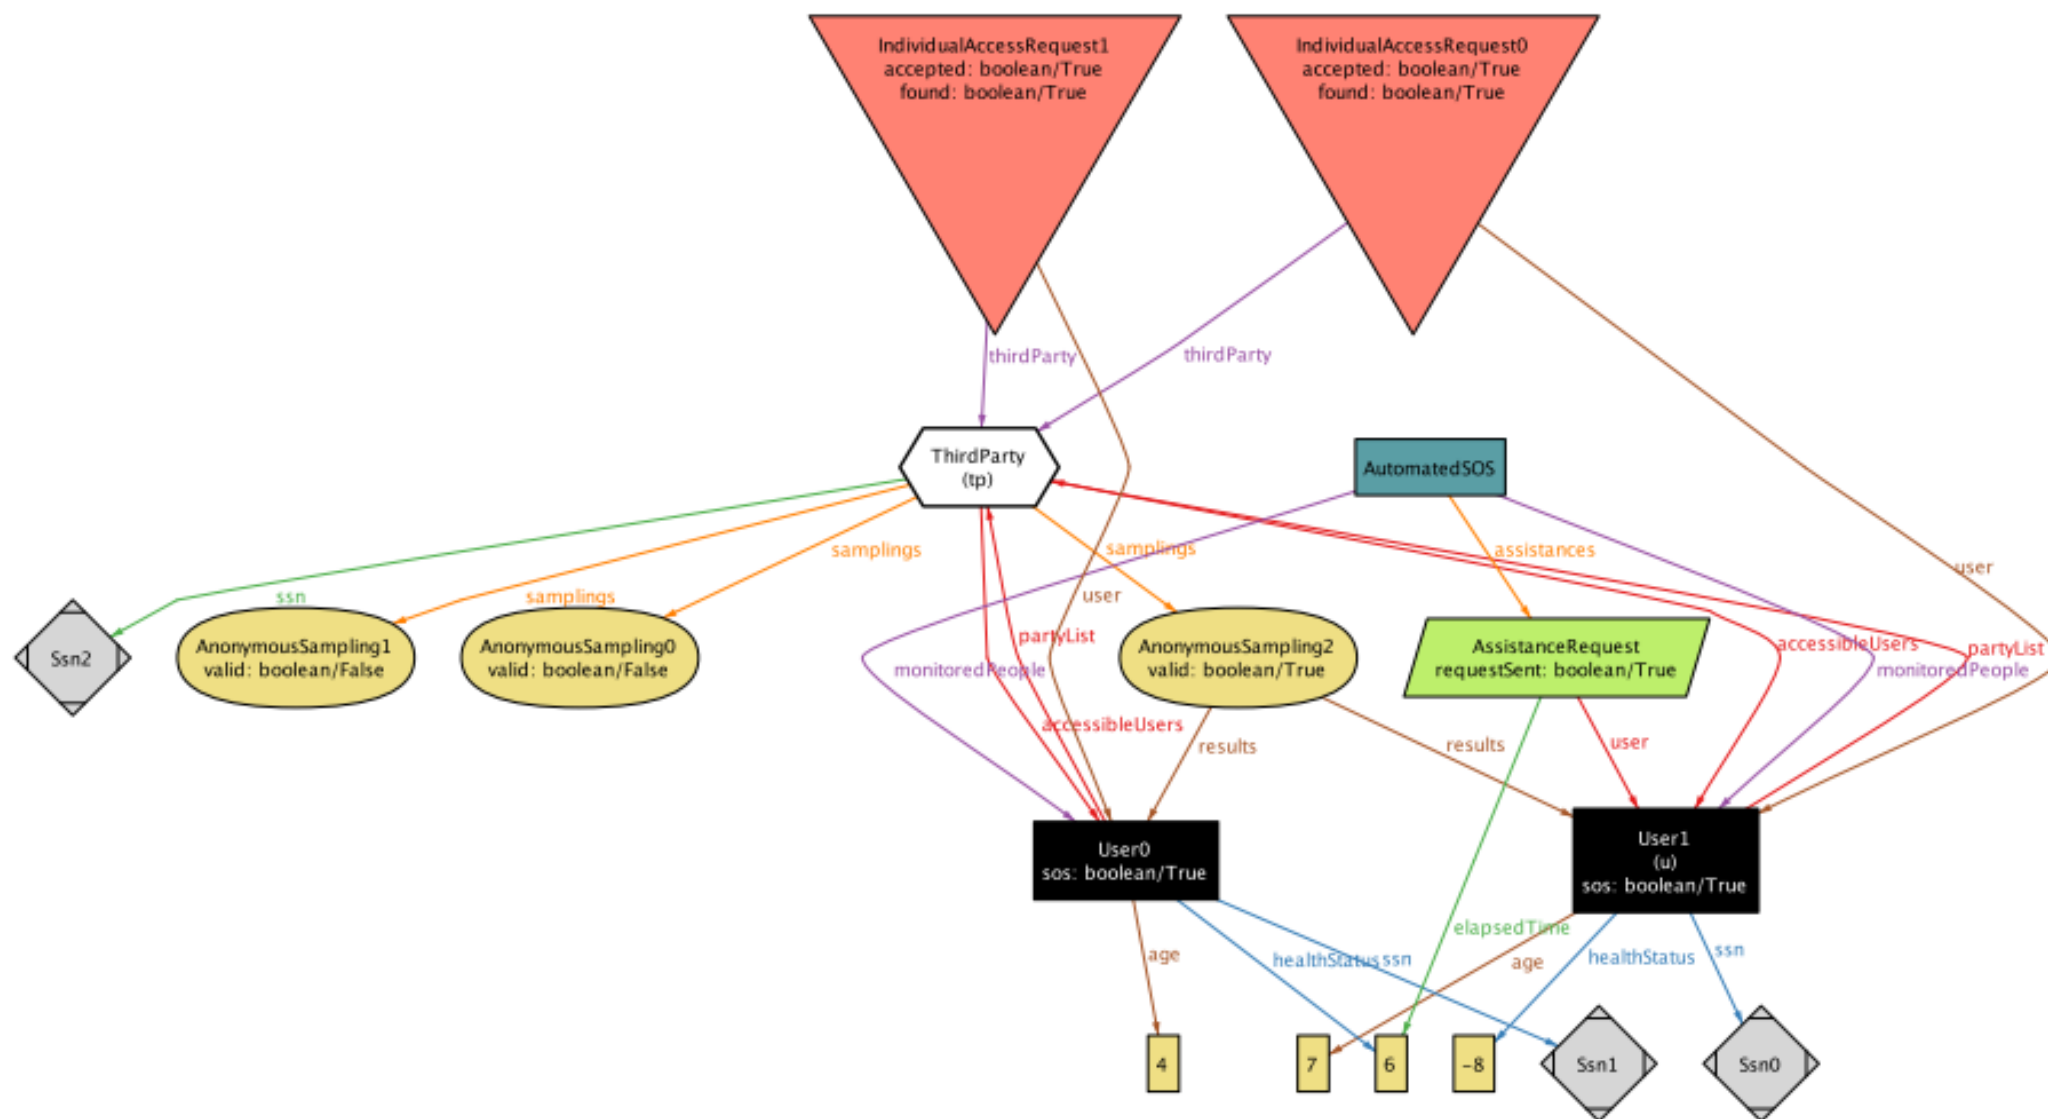 IndividualAccessRequest1
accepted: boolean/True
found: boolean/True
IndividualAccessRequest0
accepted: boolean/True
found: boolean/True
thirdParty
thirdParty
ThirdParty
(tp)
AutomatedSOS
samplings
samplings
assistances
user
ssn
samplings
user
partyList
accessibleUsers
partyList
Ssn2
AnonymousSampling1
valid: boolean/False
AnonymousSampling0
valid: boolean/False
monitoredPeople
AnonymousSampling2
valid: boolean/True
AssistanceRequest
requestSent: boolean/True
monitoredPeople
accessibleUsers
results
results
user
User0
sos: boolean/True
User1
(u)
sos: boolean/True
elapsedTime
age
healthStatus
ssn
age
healthStatus
ssn
4
7
6
-8
Ssn1
Ssn0